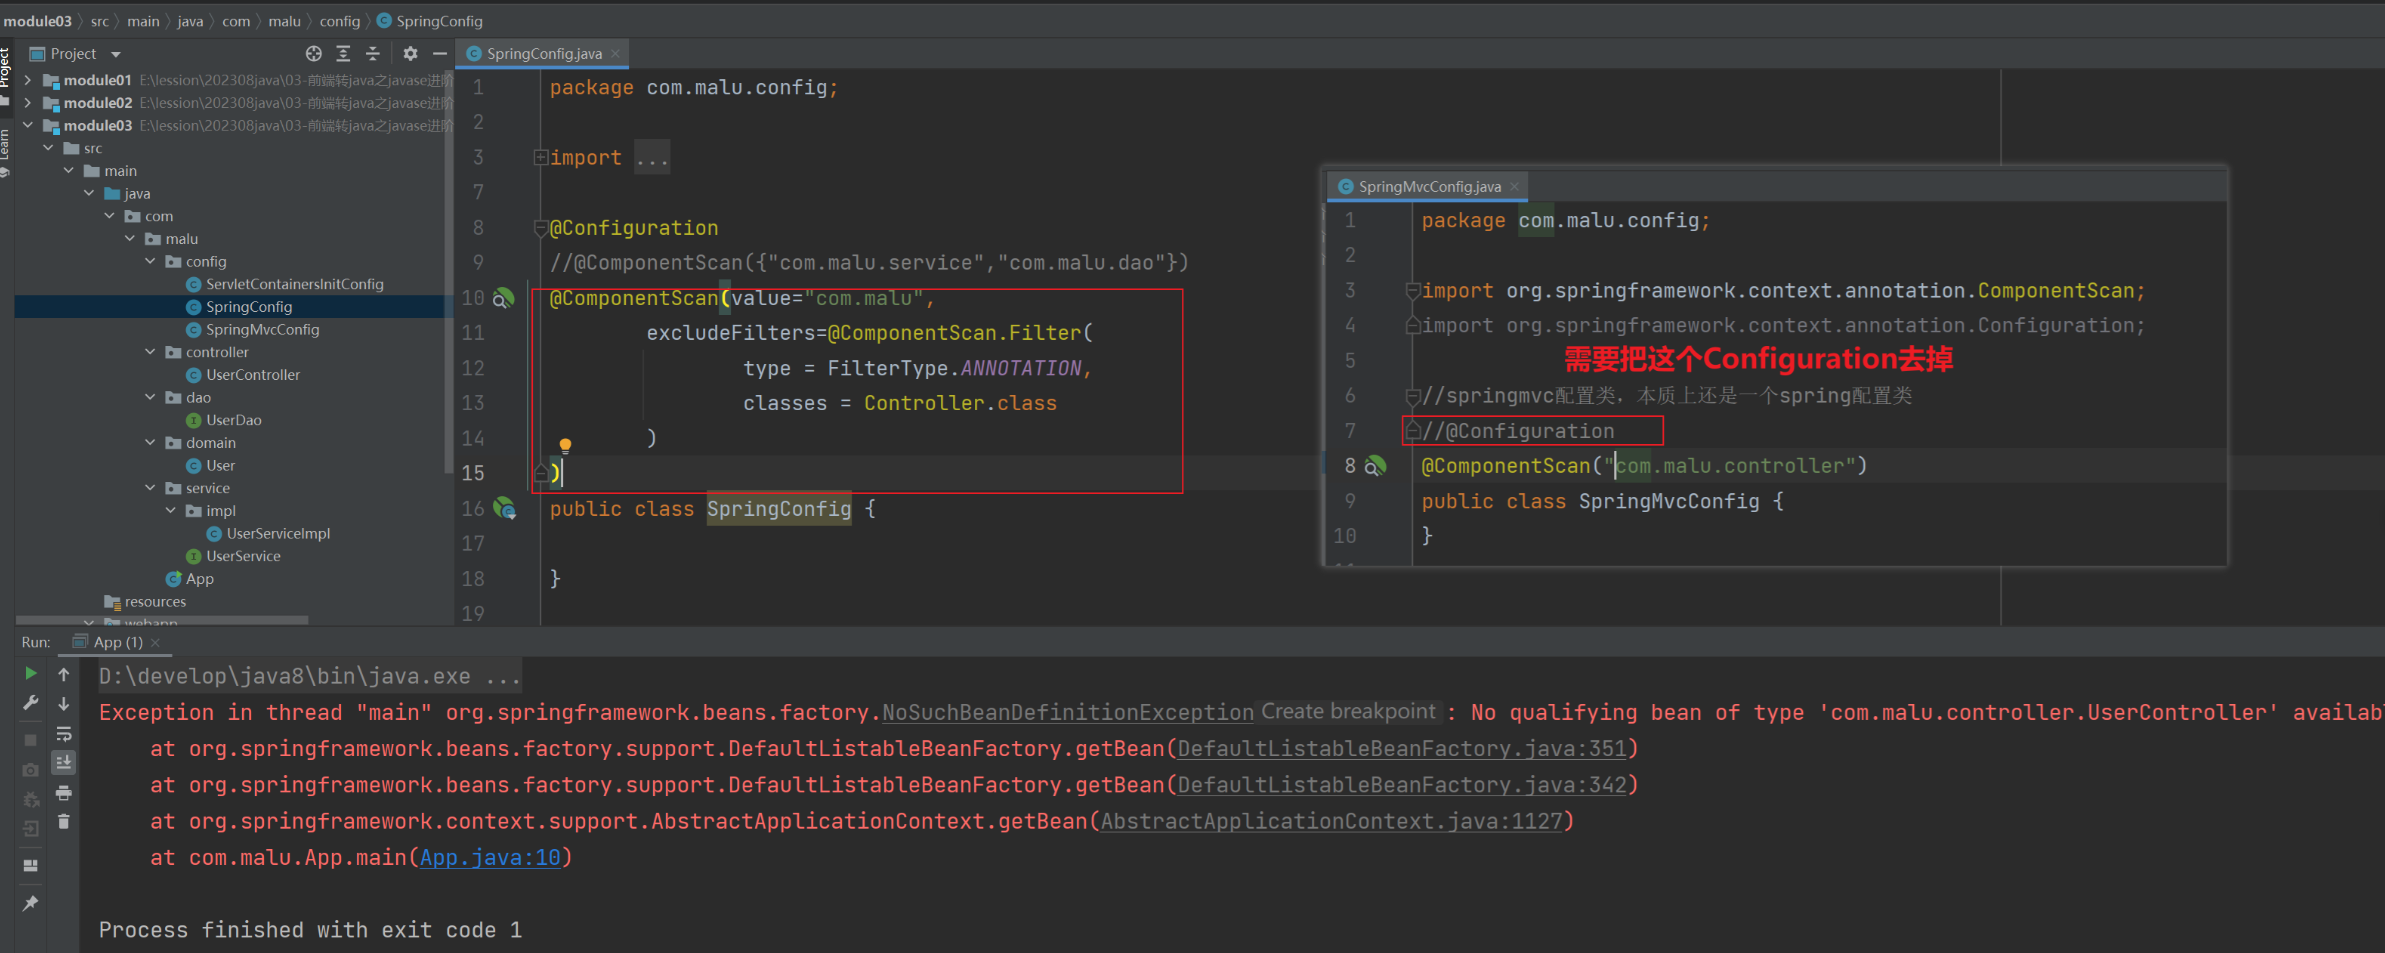 module03 〉 src 〉 main 〉 java 〉 com 〉 malu 〉 config 〉 SpringConfig
Project
Learn
Project
module01 E:\lession\202308java\03-前端转java之javase进阶
module02 E:\lession\202308java\03-前端转java之javase进阶
module03 E:\lession\202308java\03-前端转java之javase进阶
src
main
java
com
malu
config
ServletContainersInitConfig
SpringConfig
SpringMvcConfig
controller
UserController
dao
UserDao
domain
User
service
impl
UserServiceImpl
UserService
App
resources
webapp
SpringConfig.java
1 package com.malu.config;
2
3 import ...
7
8 @Configuration
9 //@ComponentScan({"com.malu.service","com.malu.dao"})
10 @ComponentScan(value="com.malu",
11 excludeFilters=@ComponentScan.Filter(
12 type = FilterType.ANNOTATION,
13 classes = Controller.class
14 )
15 )
16 public class SpringConfig {
17
18 }
19
SpringMvcConfig.java
1 package com.malu.config;
2
3 import org.springframework.context.annotation.ComponentScan;
4 import org.springframework.context.annotation.Configuration;
5 需要把这个Configuration去掉
6 //springmvc配置类，本质上还是一个spring配置类
7 //@Configuration
8 @ComponentScan("com.malu.controller")
9 public class SpringMvcConfig {
10 }
Run: App (1)
D:\develop\java8\bin\java.exe ...
Exception in thread "main" org.springframework.beans.factory.NoSuchBeanDefinitionException Create breakpoint : No qualifying bean of type 'com.malu.controller.UserController' availab
at org.springframework.beans.factory.support.DefaultListableBeanFactory.getBean(DefaultListableBeanFactory.java:351)
at org.springframework.beans.factory.support.DefaultListableBeanFactory.getBean(DefaultListableBeanFactory.java:342)
at org.springframework.context.support.AbstractApplicationContext.getBean(AbstractApplicationContext.java:1127)
at com.malu.App.main(App.java:10)
Process finished with exit code 1